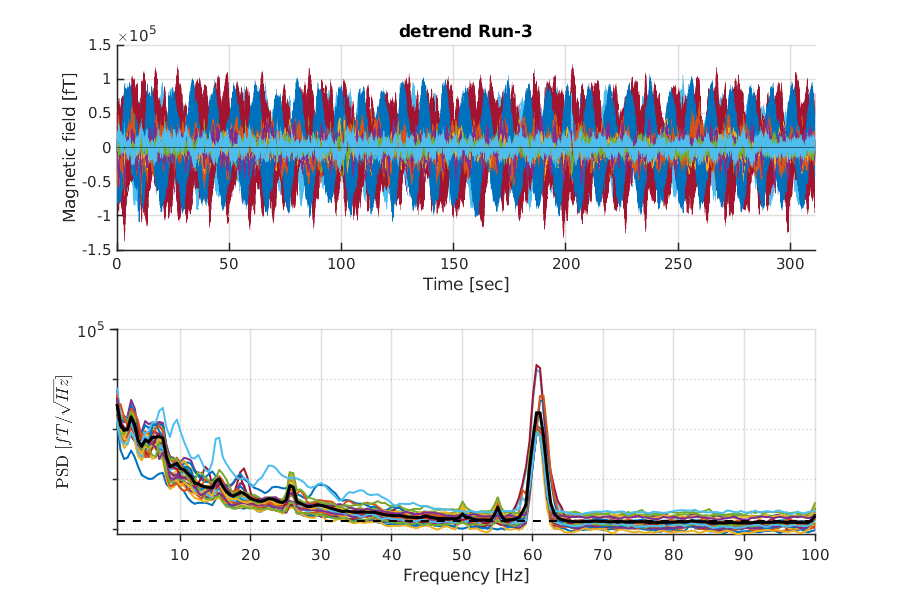 detrend Run-3
×10^5
1.5
1
0.5
0
-0.5
-1
-1.5
Magnetic field [fT]
0 50 100 150 200 250 300
Time [sec]
10^5
PSD [fT/√Hz]
10 20 30 40 50 60 70 80 90 100
Frequency [Hz]